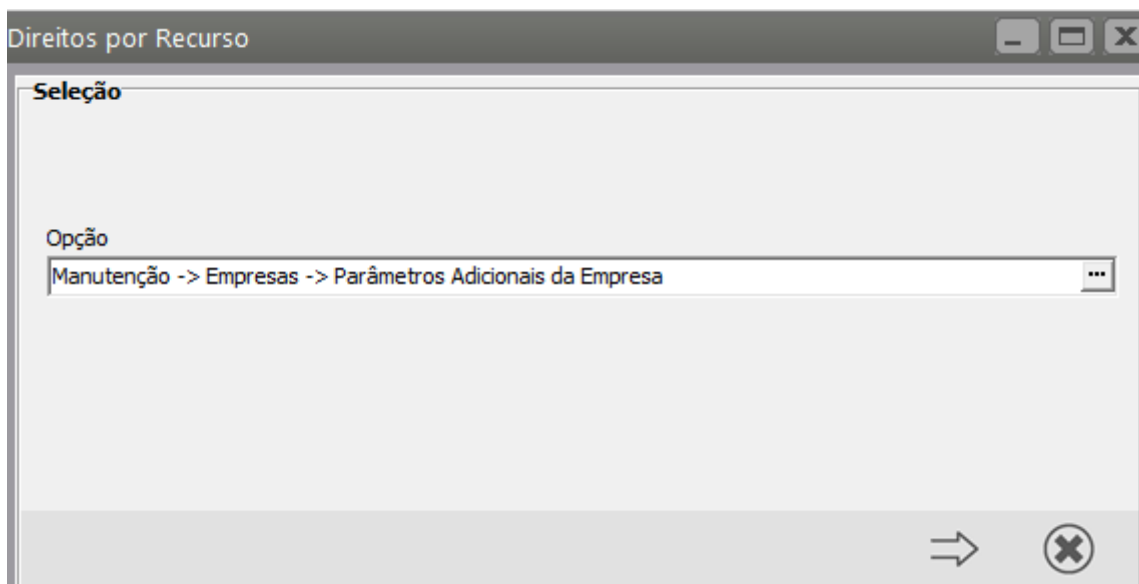 Direitos por Recurso
Seleção
Opção
Manutenção -> Empresas -> Parâmetros Adicionais da Empresa
...